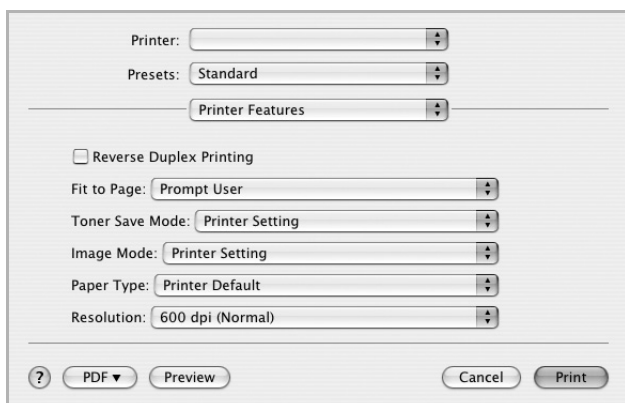 Printer:
Presets: Standard
Printer Features
Reverse Duplex Printing
Fit to Page: Prompt User
Toner Save Mode: Printer Setting
Image Mode: Printer Setting
Paper Type: Printer Default
Resolution: 600 dpi (Normal)
? PDF ▼ Preview Cancel Print